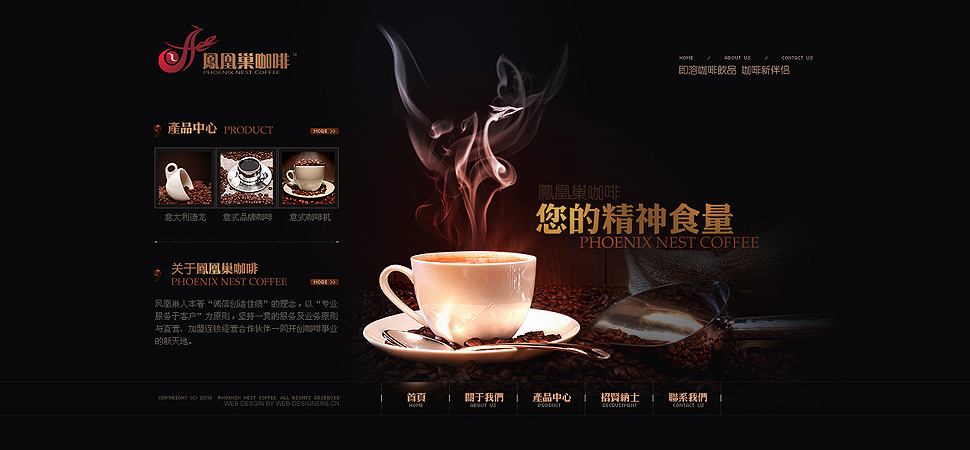 鳳凰巢咖啡
PHOENIX NEST COFFEE
HOME / ABOUT US / CONTACT US
即溶咖啡飲品 咖啡新伴侶
產品中心 PRODUCT MORE >>
意大利德龙 意式品牌咖啡 意式咖啡机
鳳凰巢咖啡
您的精神食量
PHOENIX NEST COFFEE
关于鳳凰巢咖啡
PHOENIX NEST COFFEE MORE >>
凤凰巢人本著“诚信创造佳绩”的理念，以“专业
服务于客户”为原则，坚持一贯的服务及业务原则
与直营、加盟连锁经营合作伙伴一同开创咖啡事业
的新天地。
COPYRIGHT (C) 2010 PHOENIX NEST COFFEE ALL RIGHTS RESERVED
WEB DESGIN BY WEB-DESIGNERS.CN
首頁 關于我們 產品中心 招賢納士 聯系我們
HOME ABOUT US PRODUCT RECRUITMENT CONTACT US